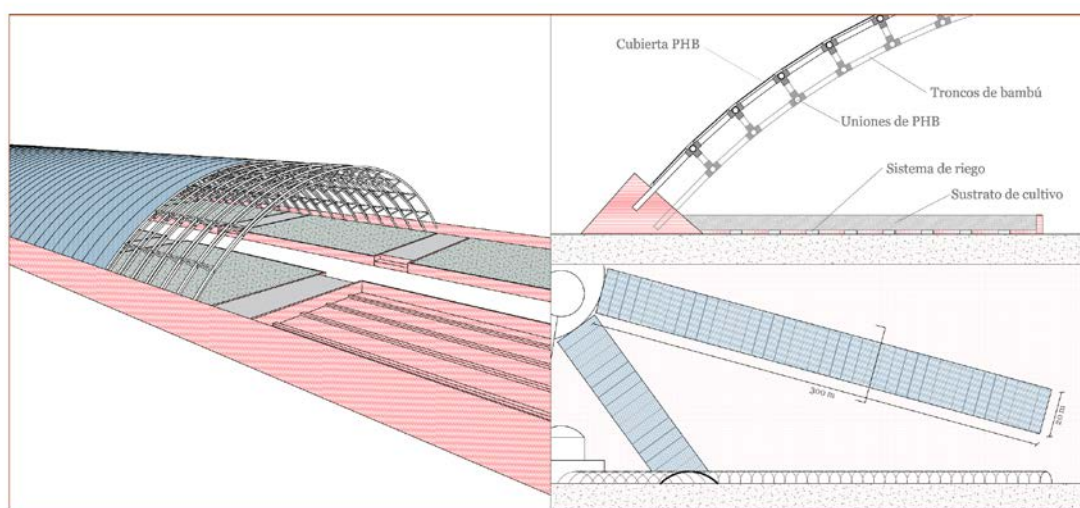 Cubierta PHB
Troncos de bambú
Uniones de PHB
Sistema de riego
Sustrato de cultivo
300 m
20 m